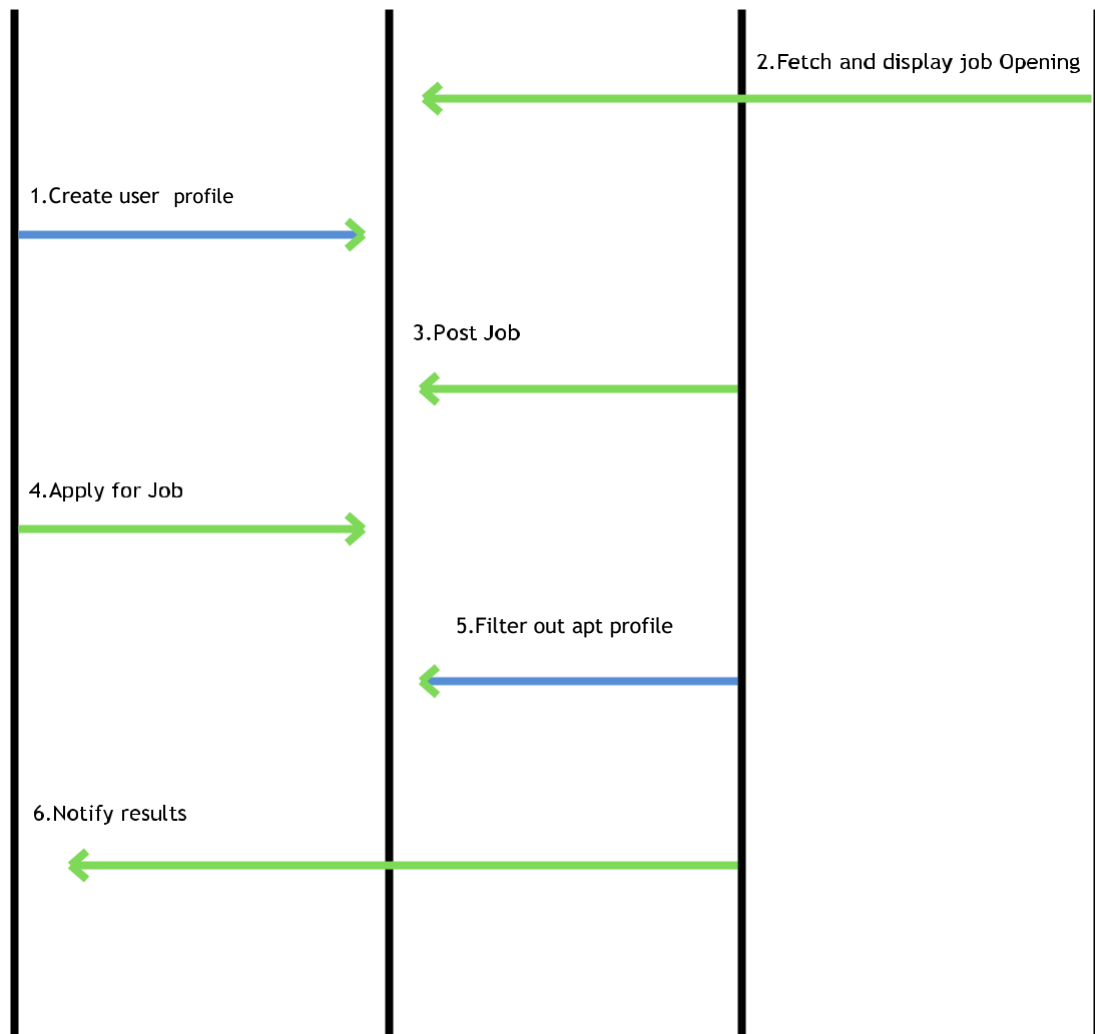 2.Fetch and display job Opening
1.Create user profile
3.Post Job
4.Apply for Job
5.Filter out apt profile
6.Notify results